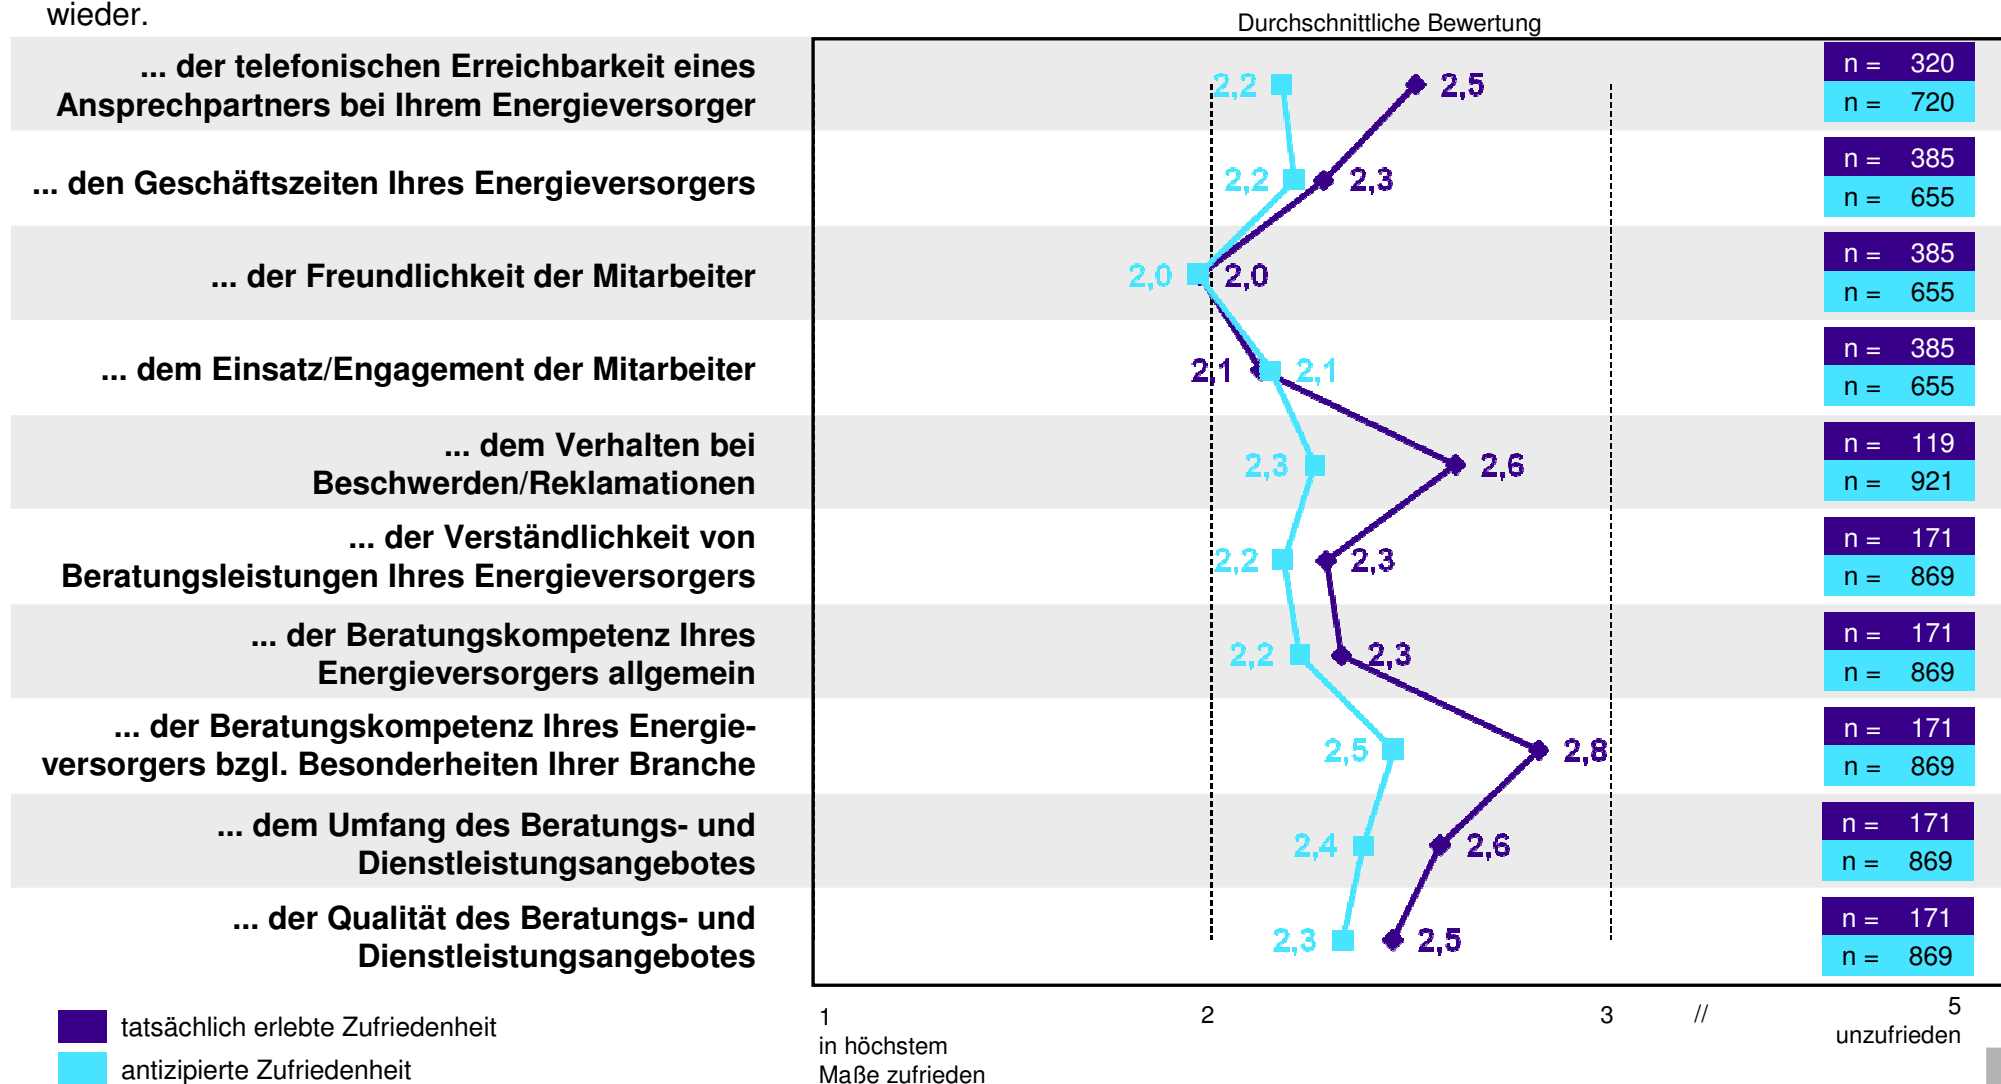 wieder.
Durchschnittliche Bewertung
... der telefonischen Erreichbarkeit eines
Ansprechpartners bei Ihrem Energieversorger
2,2
2,5
n = 320
n = 720
... den Geschäftszeiten Ihres Energieversorgers
2,2
2,3
n = 385
n = 655
... der Freundlichkeit der Mitarbeiter
2,0
2,0
n = 385
n = 655
... dem Einsatz/Engagement der Mitarbeiter
2,1
2,1
n = 385
n = 655
... dem Verhalten bei
Beschwerden/Reklamationen
2,3
2,6
n = 119
n = 921
... der Verständlichkeit von
Beratungsleistungen Ihres Energieversorgers
2,2
2,3
n = 171
n = 869
... der Beratungskompetenz Ihres
Energieversorgers allgemein
2,2
2,3
n = 171
n = 869
... der Beratungskompetenz Ihres Energie-
versorgers bzgl. Besonderheiten Ihrer Branche
2,5
2,8
n = 171
n = 869
... dem Umfang des Beratungs- und
Dienstleistungsangebotes
2,4
2,6
n = 171
n = 869
... der Qualität des Beratungs- und
Dienstleistungsangebotes
2,3
2,5
n = 171
n = 869
1
in höchstem
Maße zufrieden
2
3
//
5
unzufrieden
tatsächlich erlebte Zufriedenheit
antizipierte Zufriedenheit